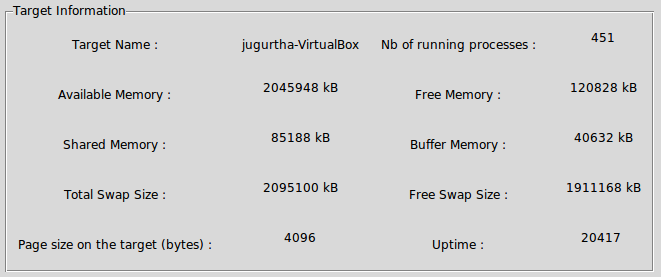 Target Information
Target Name : jugurtha-VirtualBox Nb of running processes : 451
Available Memory : 2045948 kB Free Memory : 120828 kB
Shared Memory : 85188 kB Buffer Memory : 40632 kB
Total Swap Size : 2095100 kB Free Swap Size : 1911168 kB
Page size on the target (bytes) : 4096 Uptime : 20417